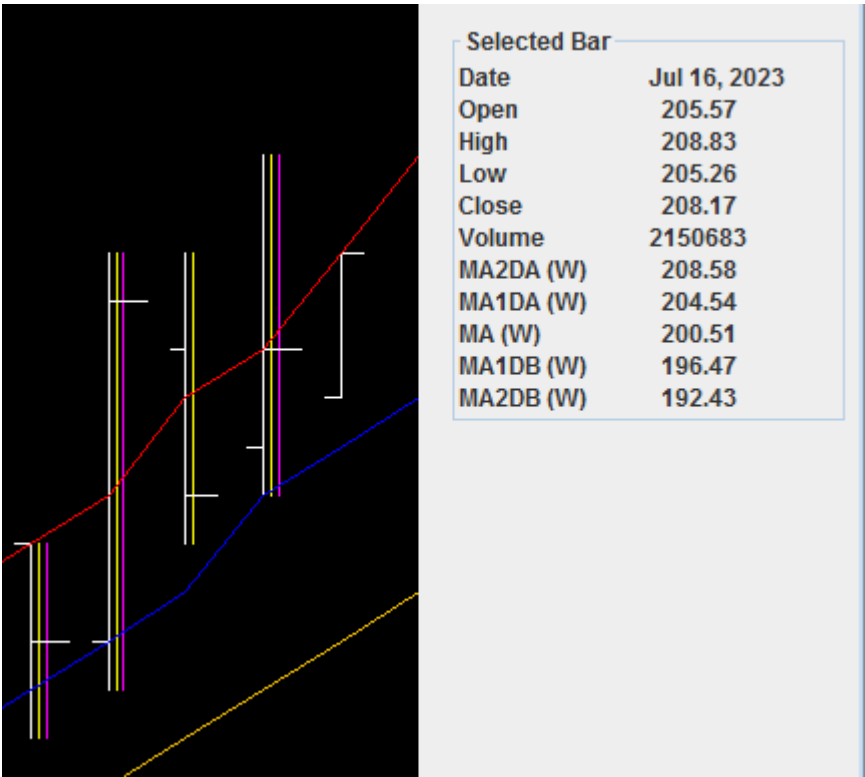 Selected Bar
Date Jul 16, 2023
Open 205.57
High 208.83
Low 205.26
Close 208.17
Volume 2150683
MA2DA (W) 208.58
MA1DA (W) 204.54
MA (W) 200.51
MA1DB (W) 196.47
MA2DB (W) 192.43